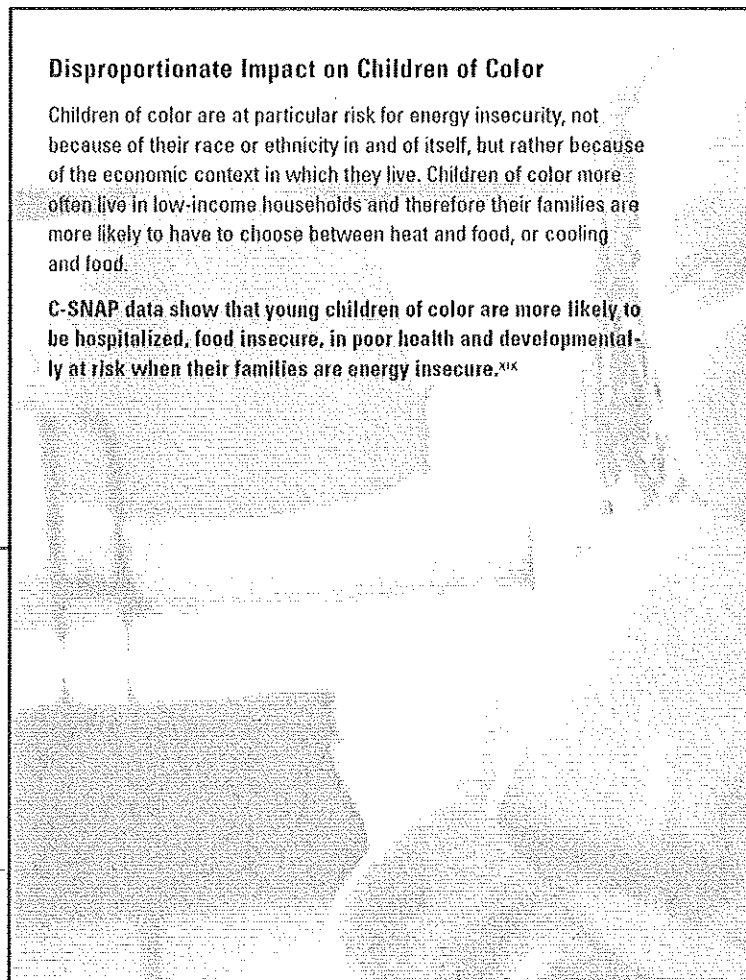 Disproportionate Impact on Children of Color
Children of color are at particular risk for energy insecurity, not
because of their race or ethnicity in and of itself, but rather because
of the economic context in which they live. Children of color more
often live in low-income households and therefore their families are
more likely to have to choose between heat and food, or cooling
and food.
C-SNAP data show that young children of color are more likely to
be hospitalized, food insecure, in poor health and developmental-
ly at risk when their families are energy insecure.xix